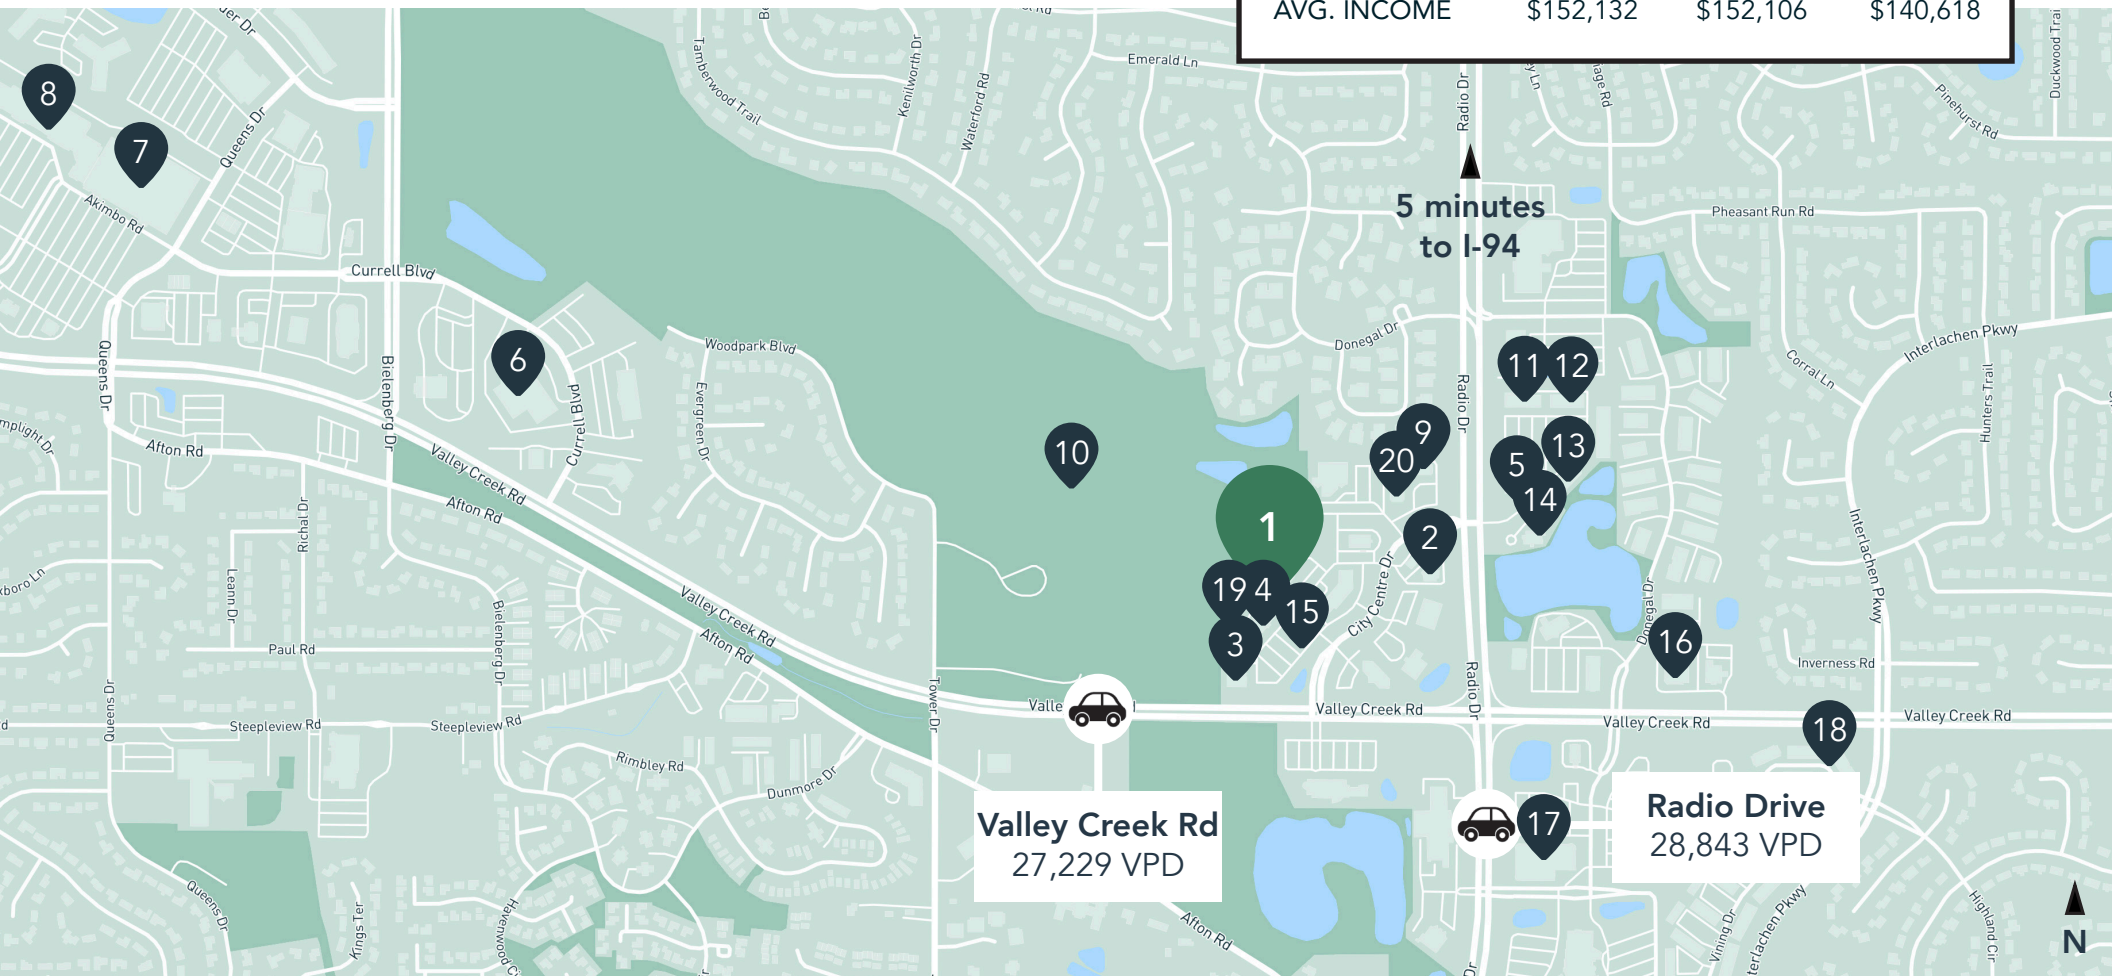 AVG. INCOME $152,132 $152,106 $140,618
Emerald Ln
Tamberwood Trail
Kenilworth Dr
Waterford Rd
Radio Dr
Pinehurst Rd
Duckwood Trai
8
7
Queens Dr
Akimbo Rd
5 minutes
to I-94
Pheasant Run Rd
Currell Blvd
Interlachen Pkwy
Donegal Dr
Woodpark Blvd
Queens Dr
Bielenberg Dr
6
Currell Blvd
Evergreen Dr
Radio Dr
11
12
Corral Ln
Hunters Trail
9
20
10
13
5
14
Afton Rd
Valley Creek Rd
Afton Rd
Richal Dr
1
2
Interlachen Pkwy
Leann Dr
Bielenberg Dr
19
4
15
3
City Centre Dr
Donegal Dr
16
Valley Creek Rd
Afton Rd
Paul Rd
Inverness Rd
Queens Dr
Steepleview Rd
Steepleview Rd
Tower Dr
Valle
Valley Creek Rd
Radio Dr
Valley Creek Rd
18
Valley Creek Rd
Rimbley Rd
Dunmore Dr
Valley Creek Rd
27,229 VPD
17
Radio Drive
28,843 VPD
Queens Dr
Kings Ter
Afton Rd
Vining Dr
terlachen Pkwy
Highland Cir
N